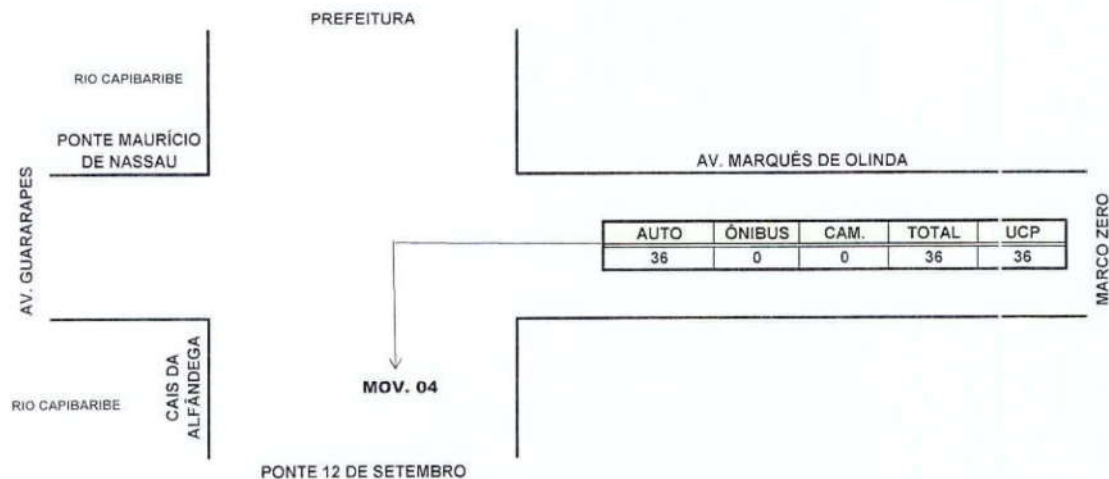 PREFEITURA
RIO CAPIBARIBE
PONTE MAURÍCIO
DE NASSAU
AV. MARQUÊS DE OLINDA
AV. GUARARAPES
AUTO ÔNIBUS CAM. TOTAL UCP
36 0 0 36 36
MARCO ZERO
CAIS DA
ALFÂNDEGA
MOV. 04
RIO CAPIBARIBE
PONTE 12 DE SETEMBRO